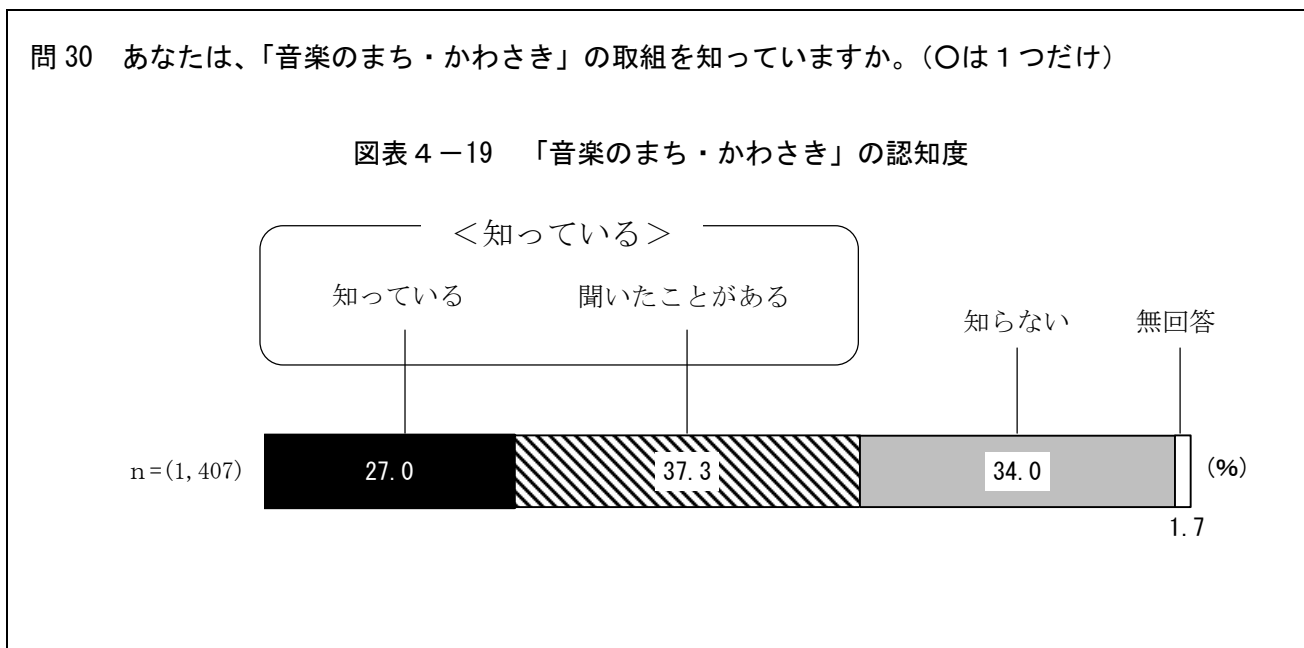 問30 あなたは、「音楽のまち・かわさき」の取組を知っていますか。（○は１つだけ）
図表４－19 「音楽のまち・かわさき」の認知度
＜知っている＞
知っている 聞いたことがある
知らない 無回答
n=(1,407) 27.0 37.3 34.0 (%)
1.7